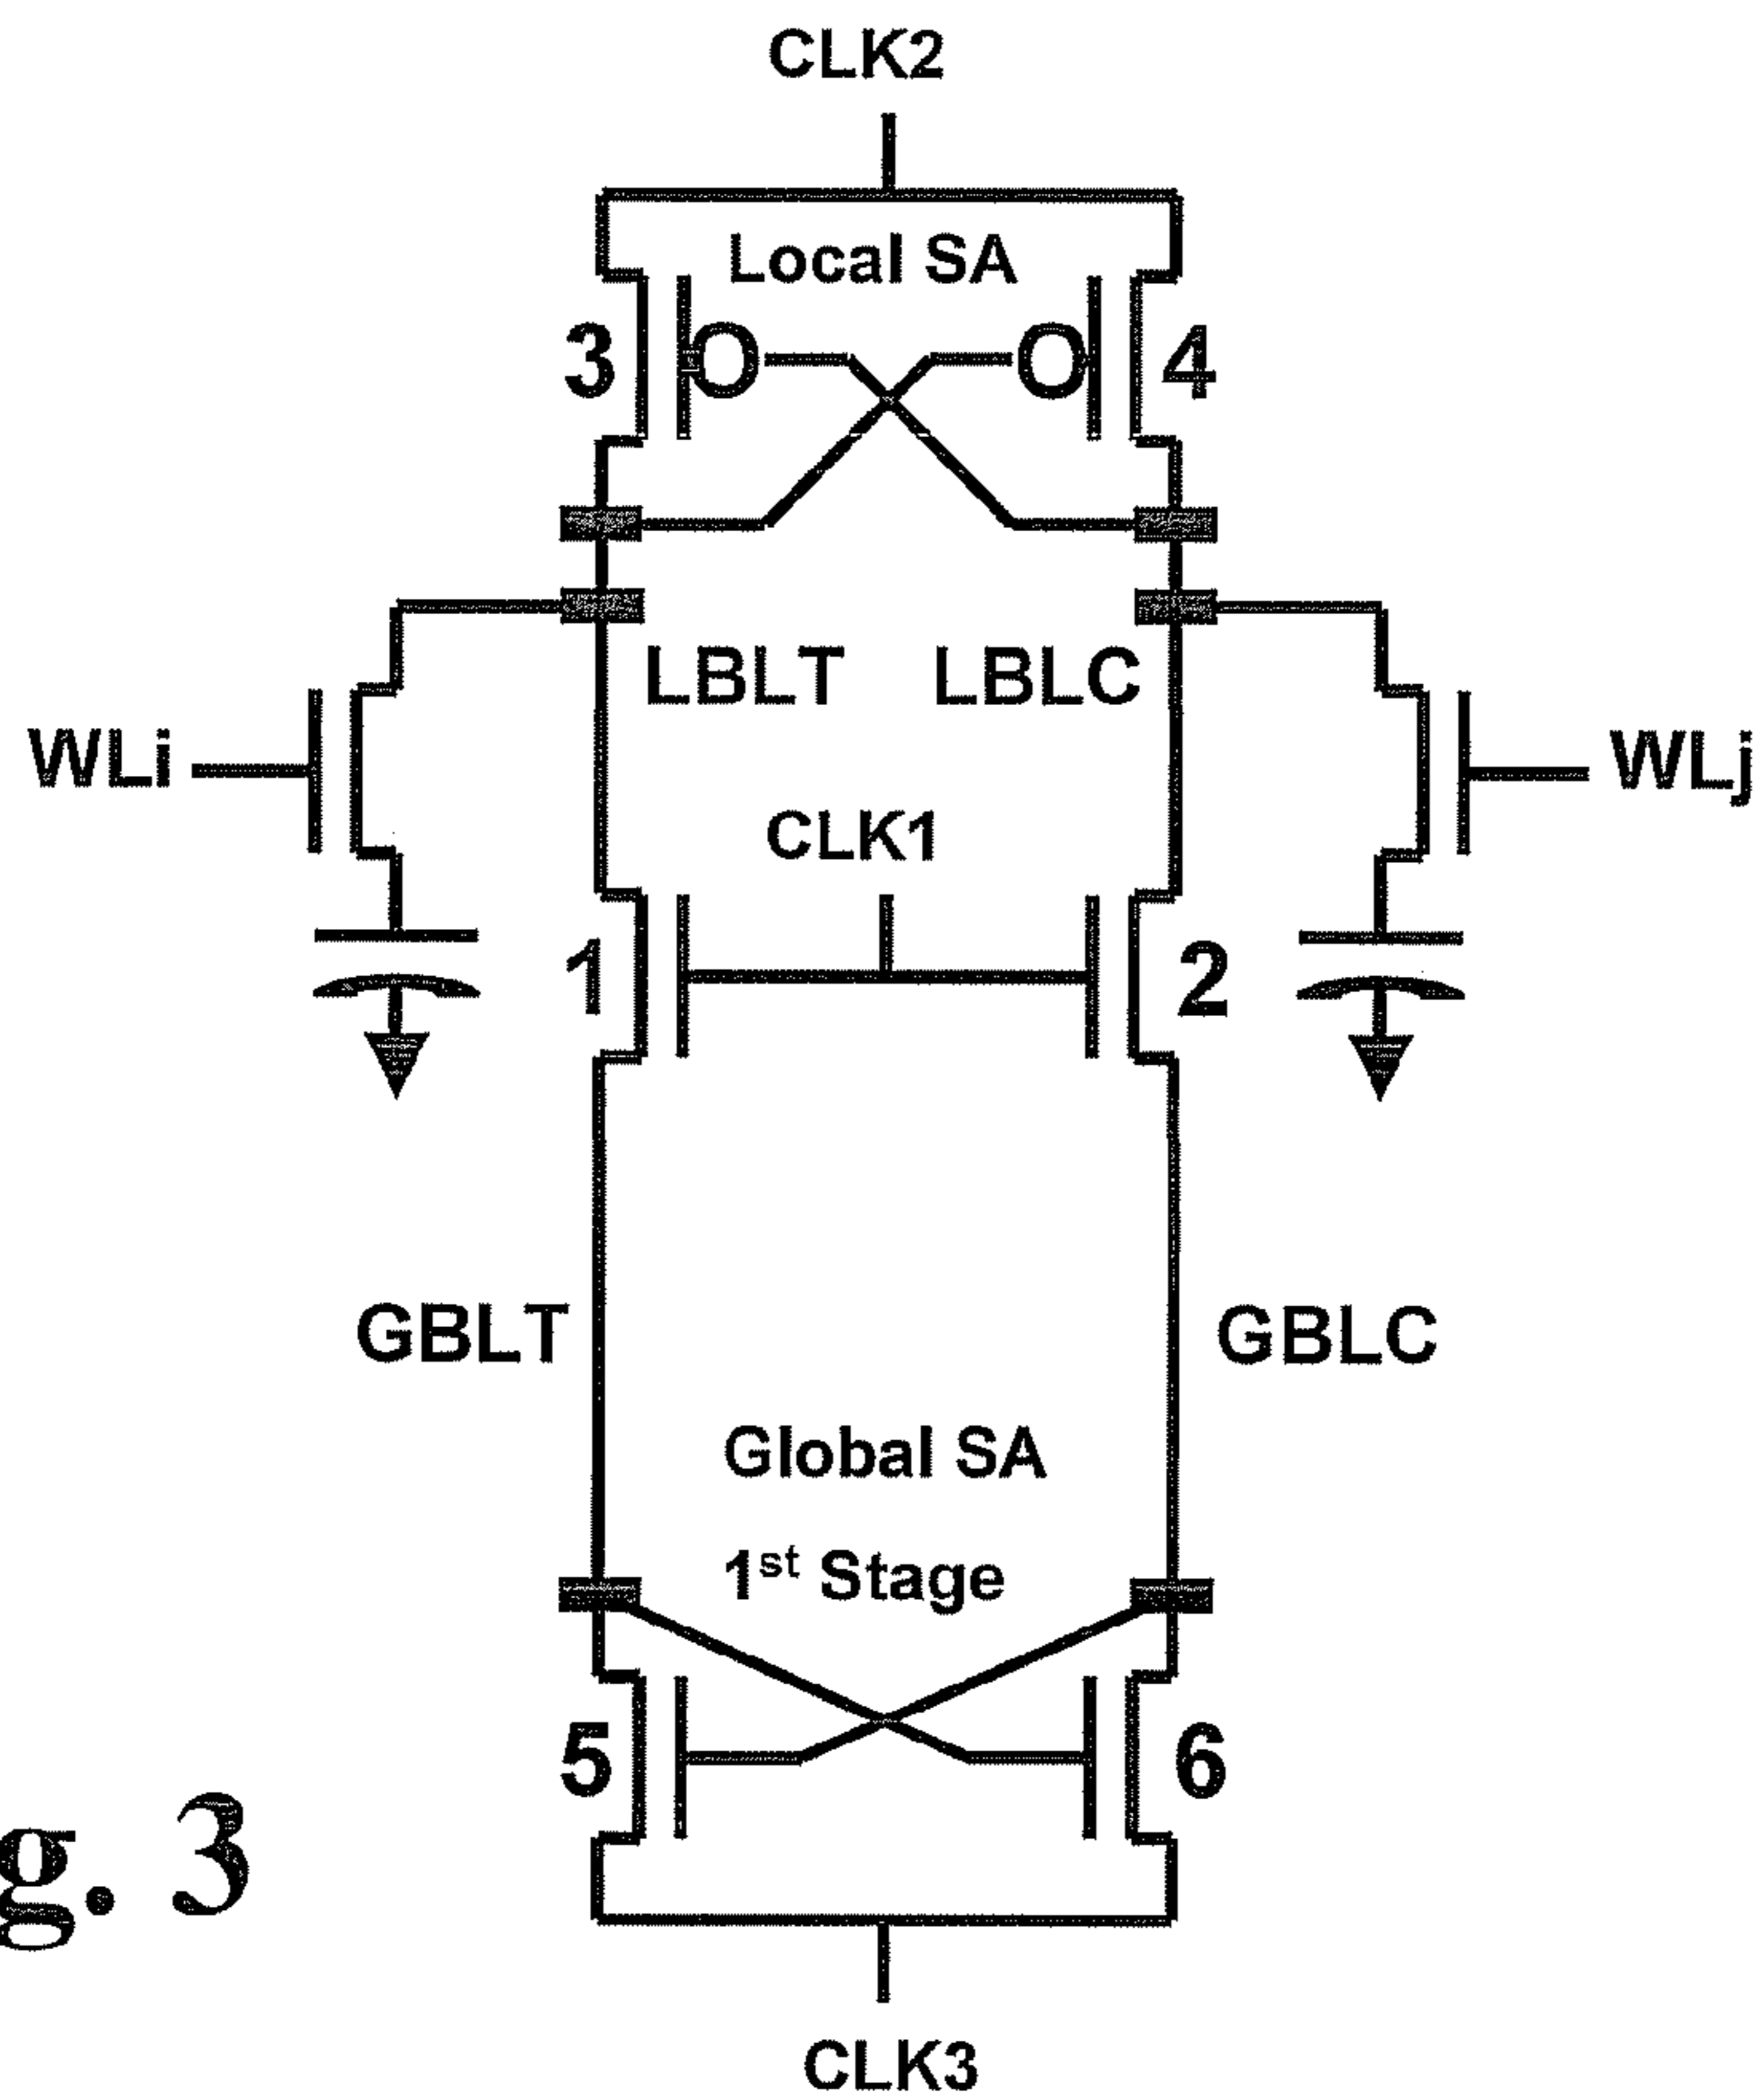 CLK2
Local SA
3 4
LBLT LBLC
WLi WLj
CLK1
1 2
GBLT GBLC
Global SA
1st Stage
5 6
g. 3
CLK3